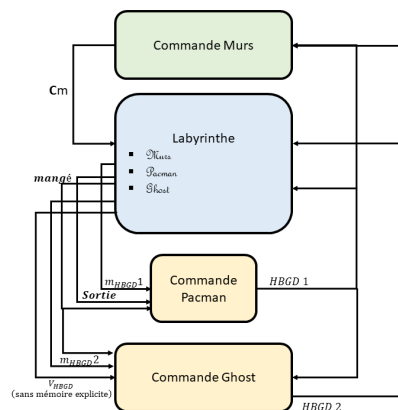 Commande Murs
Cm
Labyrinthe
▪ Murs
▪ Pacman
▪ Ghost
mangé
m_HBGD1
Sortie
Commande
Pacman
HBGD 1
m_HBGD2
V_HBGD
(sans mémoire explicite)
Commande Ghost
HBGD 2